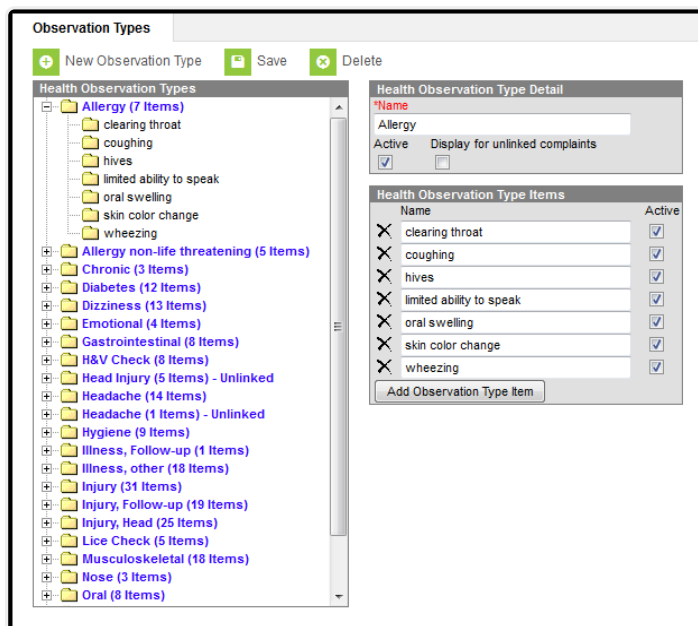 Observation Types
New Observation Type Save Delete
Health Observation Types
Allergy (7 Items)
clearing throat
coughing
hives
limited ability to speak
oral swelling
skin color change
wheezing
Allergy non-life threatening (5 Items)
Chronic (3 Items)
Diabetes (12 Items)
Dizziness (13 Items)
Emotional (4 Items)
Gastrointestinal (8 Items)
H&V Check (8 Items)
Head Injury (5 Items) - Unlinked
Headache (14 Items)
Headache (1 Items) - Unlinked
Hygiene (9 Items)
Illness, Follow-up (1 Items)
Illness, other (18 Items)
Injury (31 Items)
Injury, Follow-up (19 Items)
Injury, Head (25 Items)
Lice Check (5 Items)
Musculoskeletal (18 Items)
Nose (3 Items)
Oral (8 Items)
Health Observation Type Detail
*Name
Allergy
Active Display for unlinked complaints
Health Observation Type Items
Name Active
clearing throat
coughing
hives
limited ability to speak
oral swelling
skin color change
wheezing
Add Observation Type Item